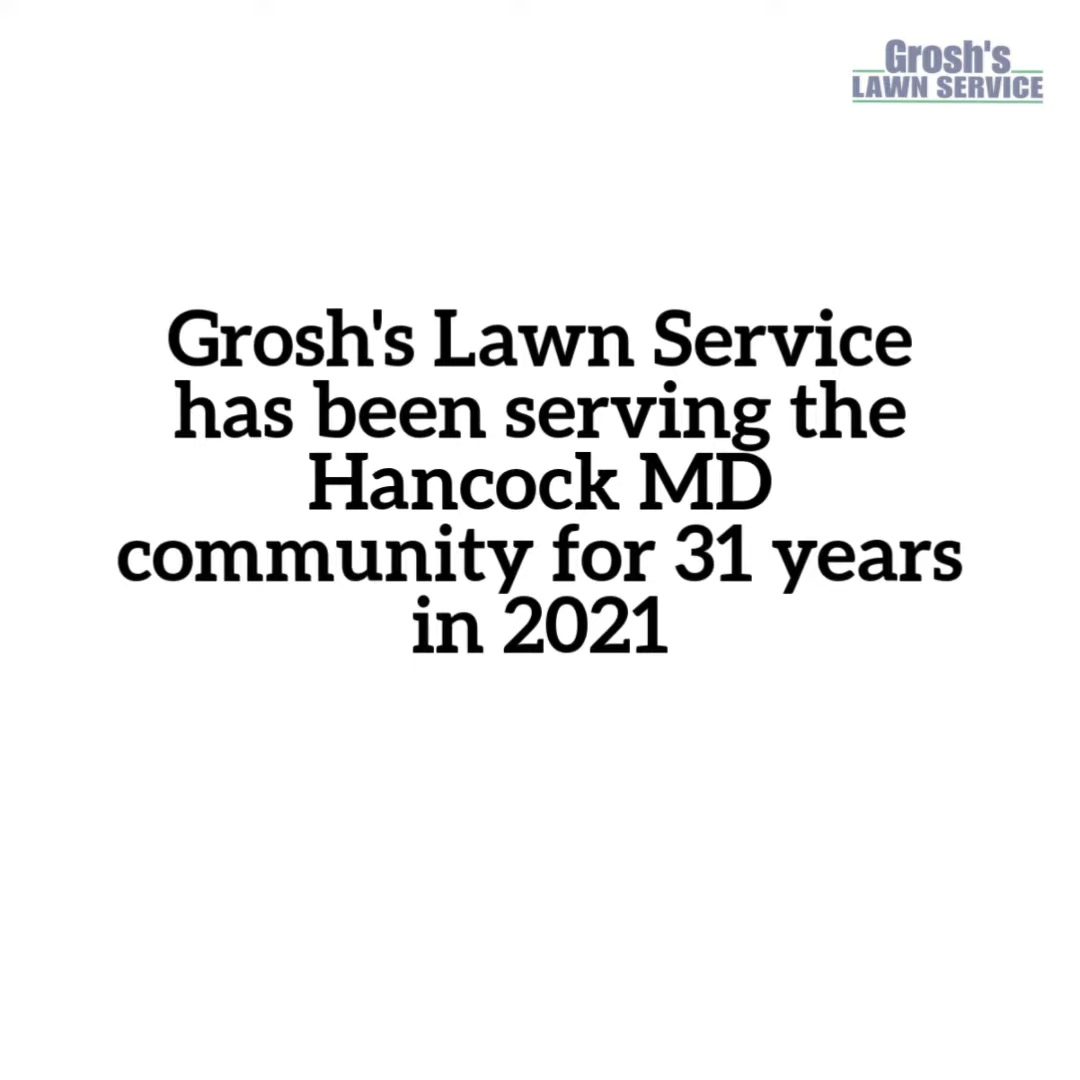 Grosh's
LAWN SERVICE
Grosh's Lawn Service
has been serving the
Hancock MD
community for 31 years
in 2021